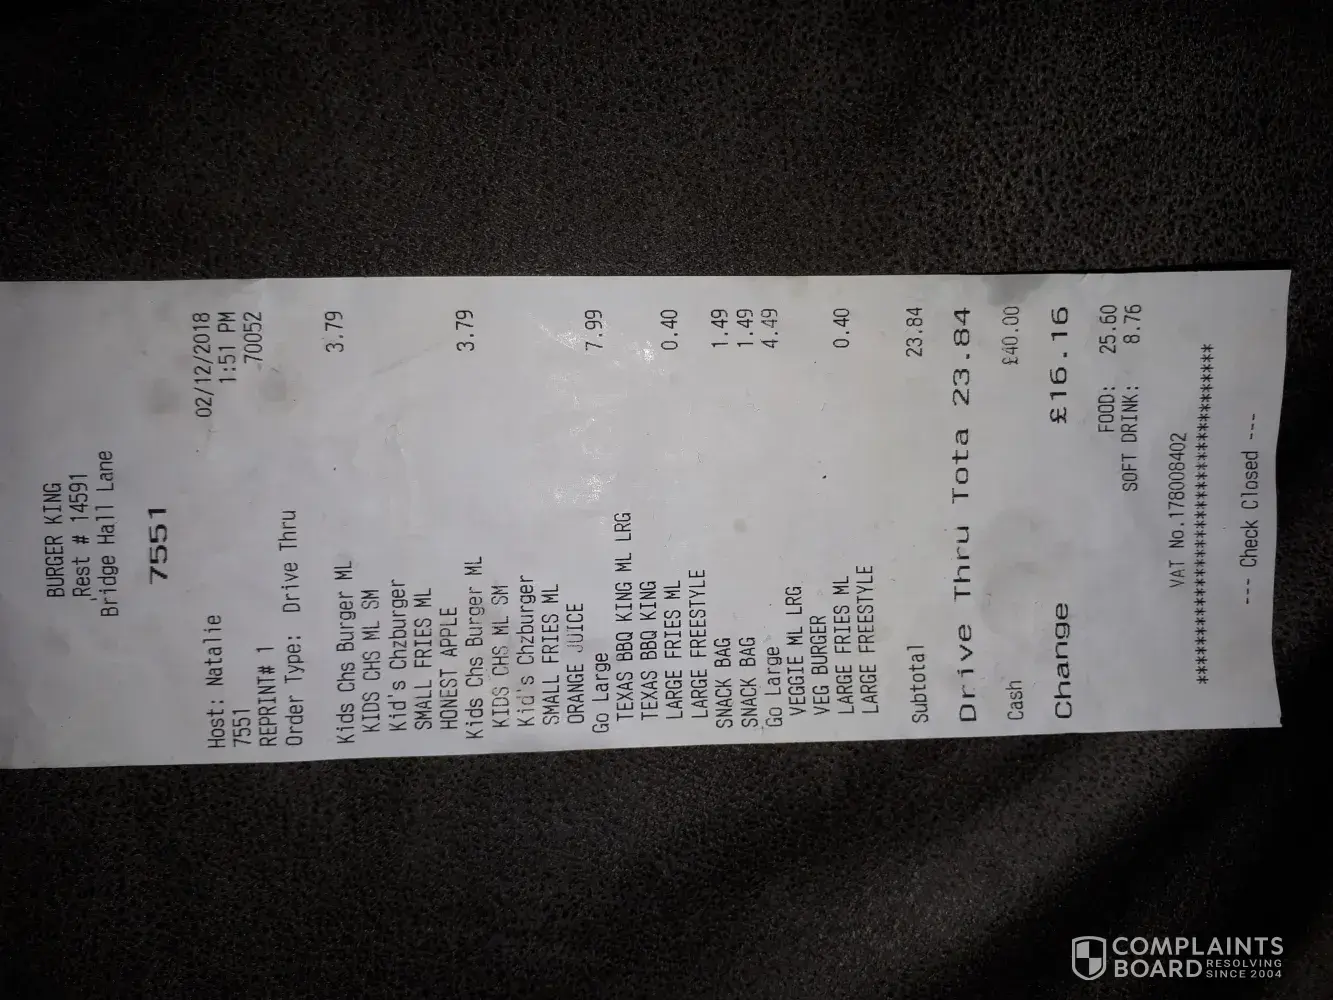 BURGER KING
Rest # 14591
Bridge Hall Lane
7551
Host: Natalie 02/12/2018
7551 1:51 PM
REPRINT# 1 70052
Order Type: Drive Thru
Kids Chs Burger ML 3.79
KIDS CHS ML SM
Kid's Chzburger
SMALL FRIES ML
HONEST APPLE
Kids Chs Burger ML 3.79
KIDS CHS ML SM
Kid's Chzburger
SMALL FRIES ML
ORANGE JUICE
Go Large 7.99
TEXAS BBQ KING ML LRG
TEXAS BBQ KING
LARGE FRIES ML 0.40
LARGE FREESTYLE
SNACK BAG 1.49
SNACK BAG 1.49
Go Large 4.49
VEGGIE ML LRG
VEG BURGER
LARGE FRIES ML 0.40
LARGE FREESTYLE
Subtotal 23.84
Drive Thru Tota 23.84
Cash £40.00
Change £16.16
FOOD: 25.60
SOFT DRINK: 8.76
VAT No.178008402
****************************************
--- Check Closed ---
COMPLAINTS
BOARD RESOLVING
SINCE 2004